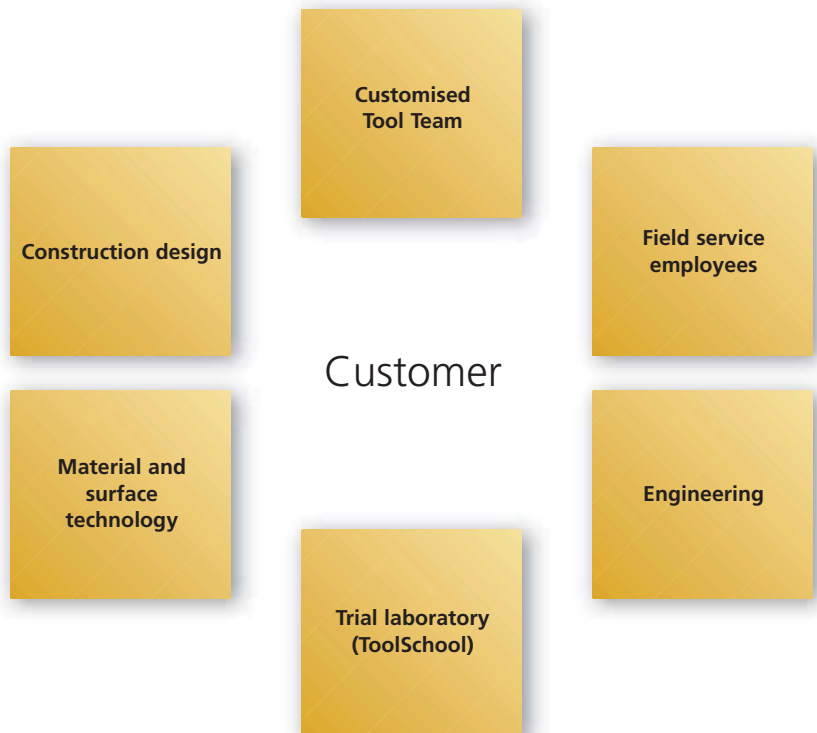 Customised
Tool Team
Construction design
Field service
employees
Customer
Material and
surface
technology
Engineering
Trial laboratory
(ToolSchool)